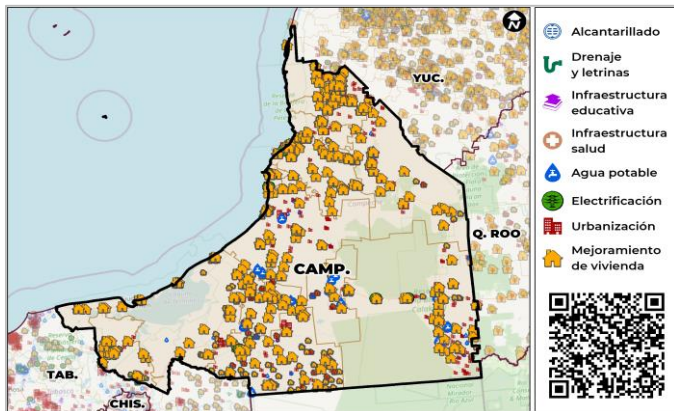 N
YUC.
Q. ROO
CAMP.
TAB.
CHIS.
Alcantarillado
Drenaje
y letrinas
Infraestructura
educativa
Infraestructura
salud
Agua potable
Electrificación
Urbanización
Mejoramiento
de vivienda